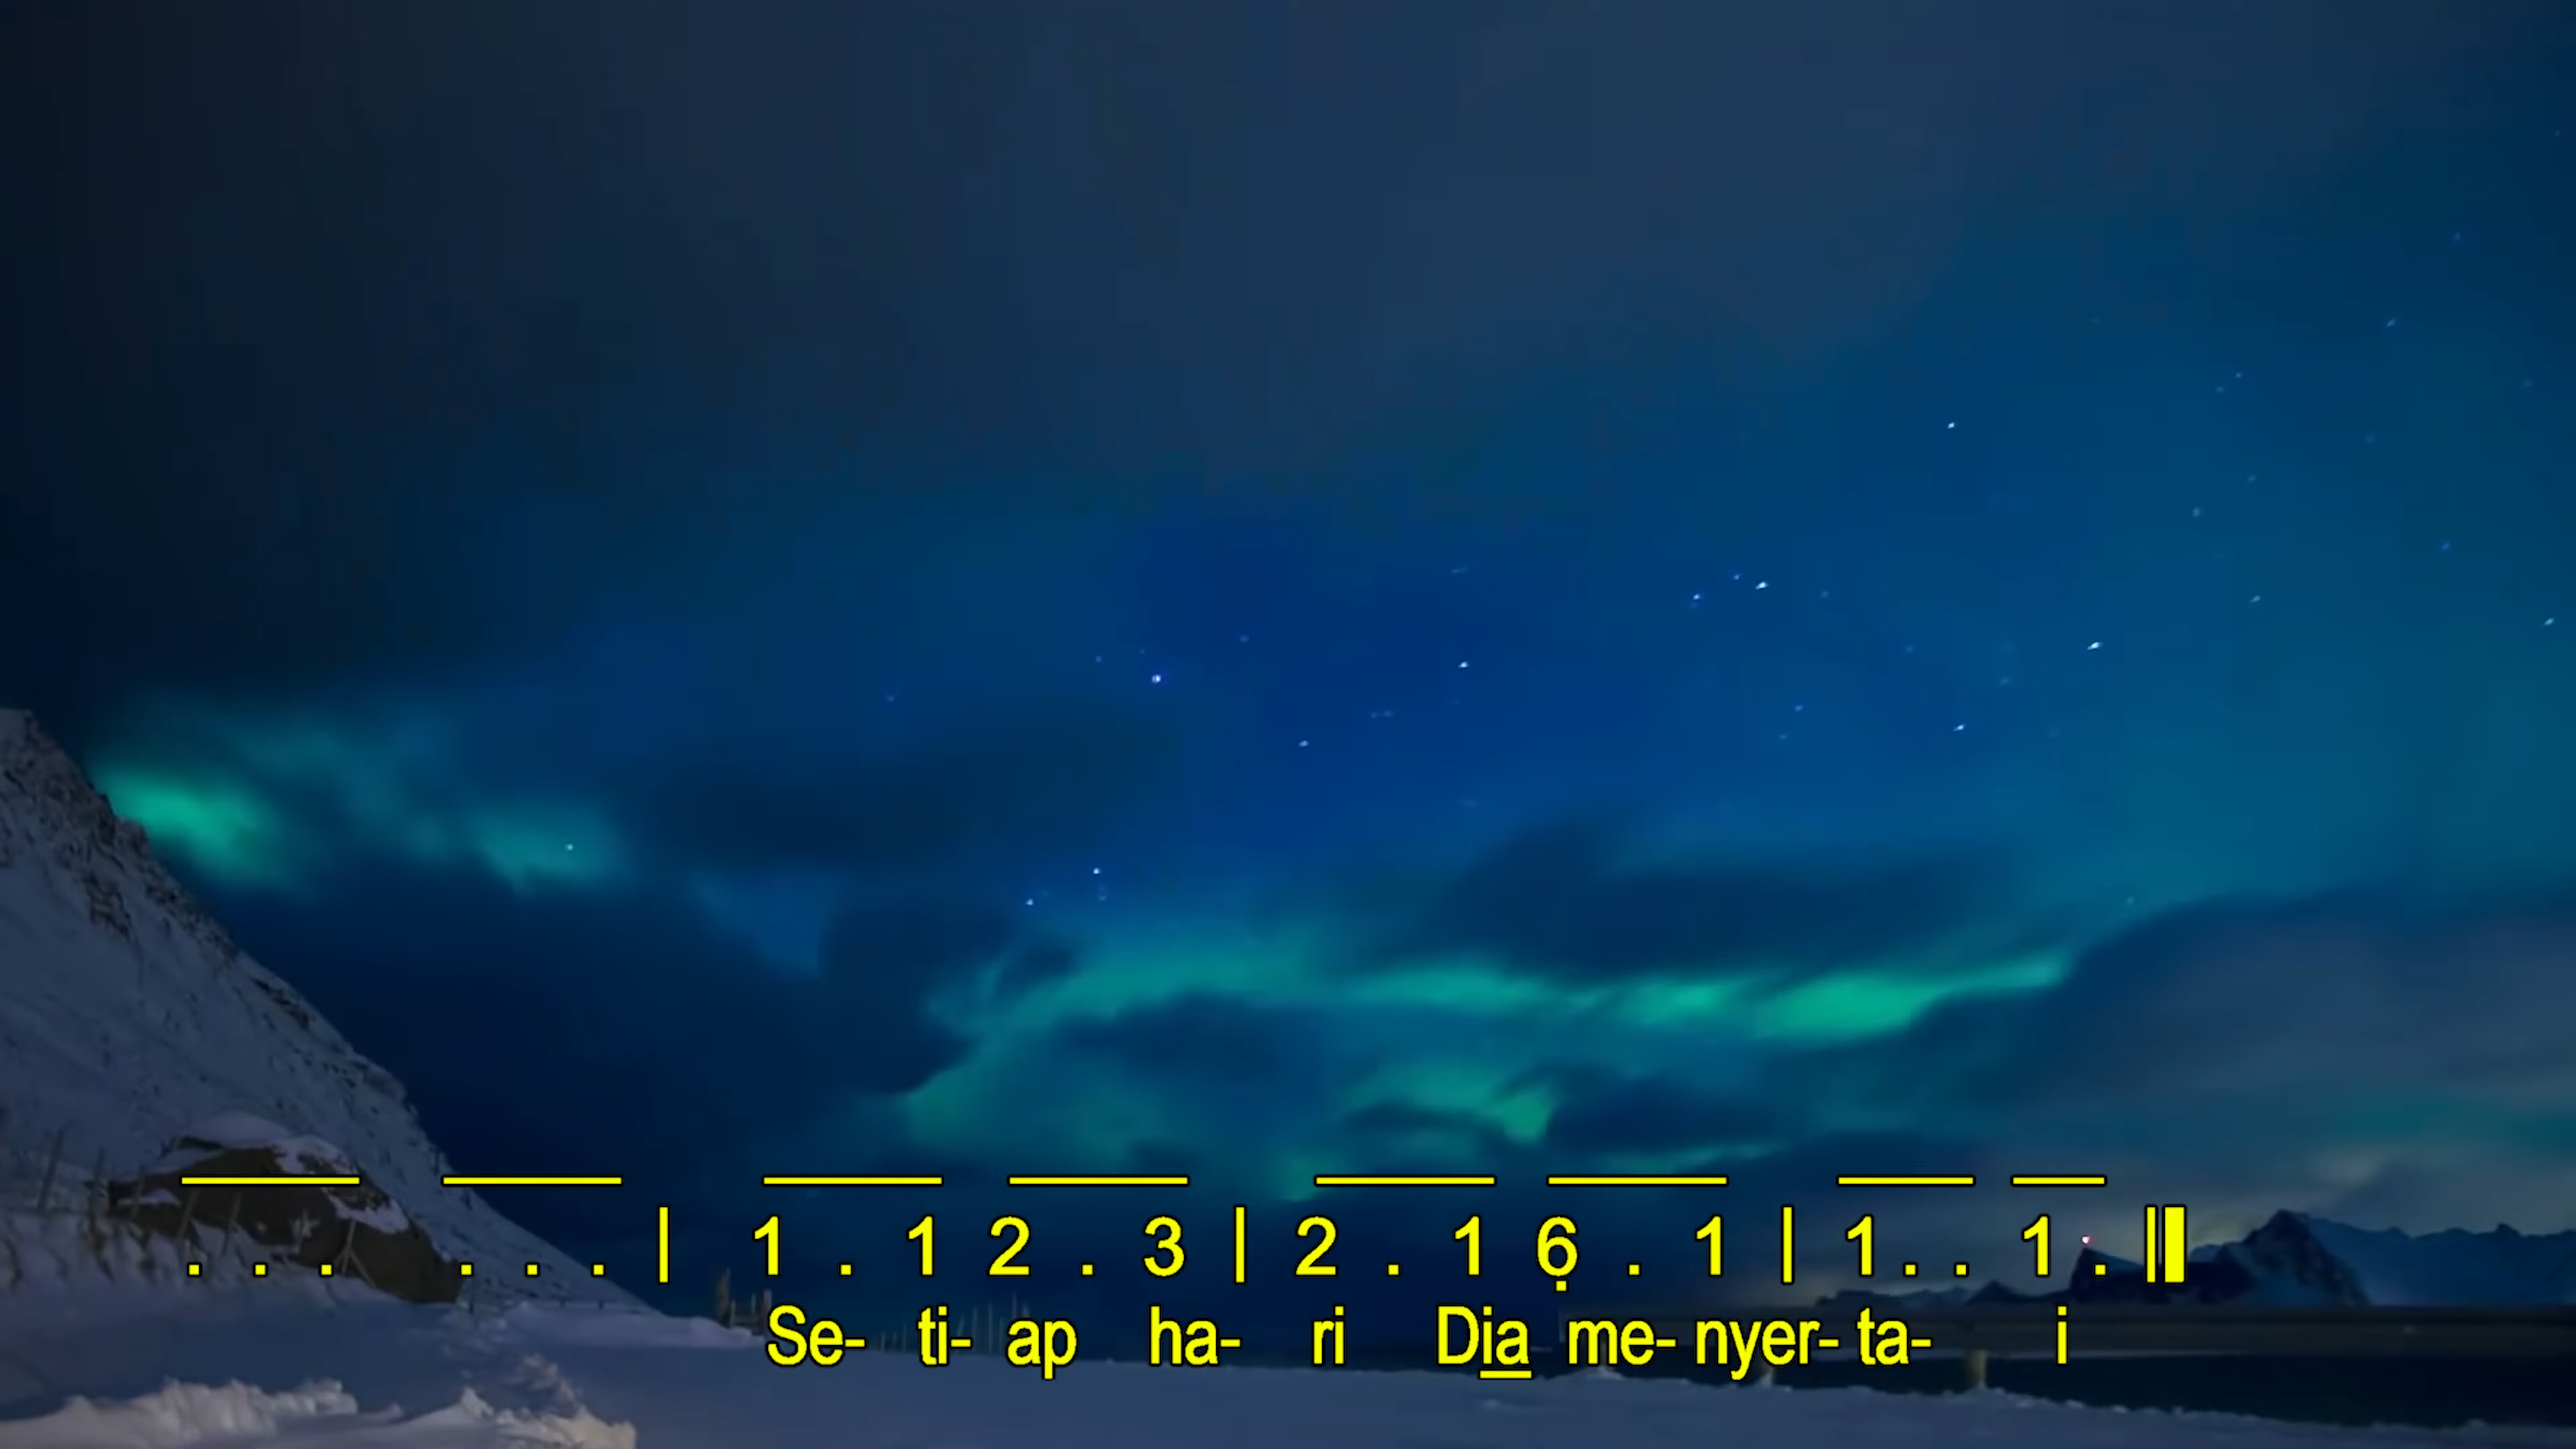 . . . . . . | 1 . 1 2 . 3 | 2 . 1 6̣ . 1 | 1 . . 1 . ||
Se- ti- ap ha- ri Dia me- nyer- ta- i